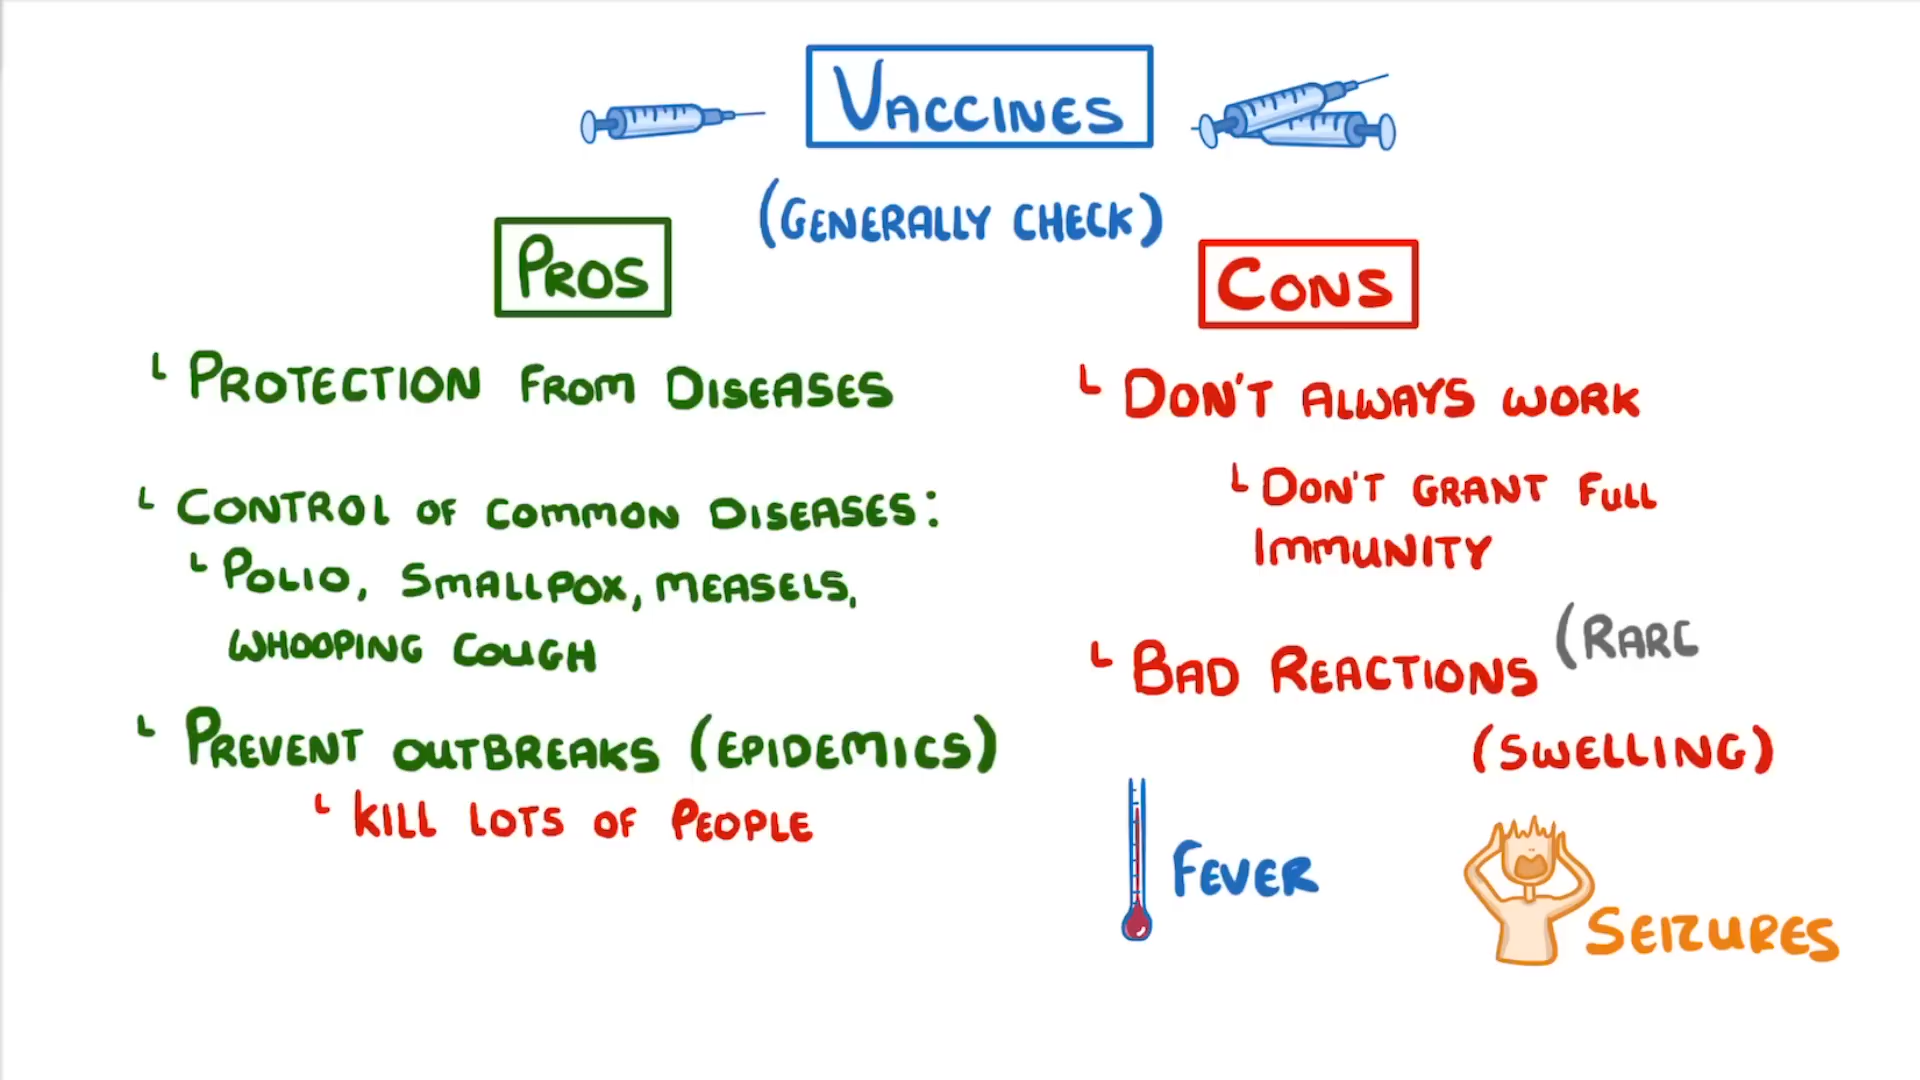 VACCINES
(GENERALLY CHECK)
PROS
PROTECTION FROM DISEASES
CONTROL OF COMMON DISEASES:
POLIO, SMALLPOX, MEASELS,
WHOOPING COUGH
PREVENT OUTBREAKS (EPIDEMICS)
KILL LOTS OF PEOPLE
CONS
DON'T ALWAYS WORK
DON'T GRANT FULL
IMMUNITY
BAD REACTIONS (RARC
(SWELLING)
FEVER
SEIZURES